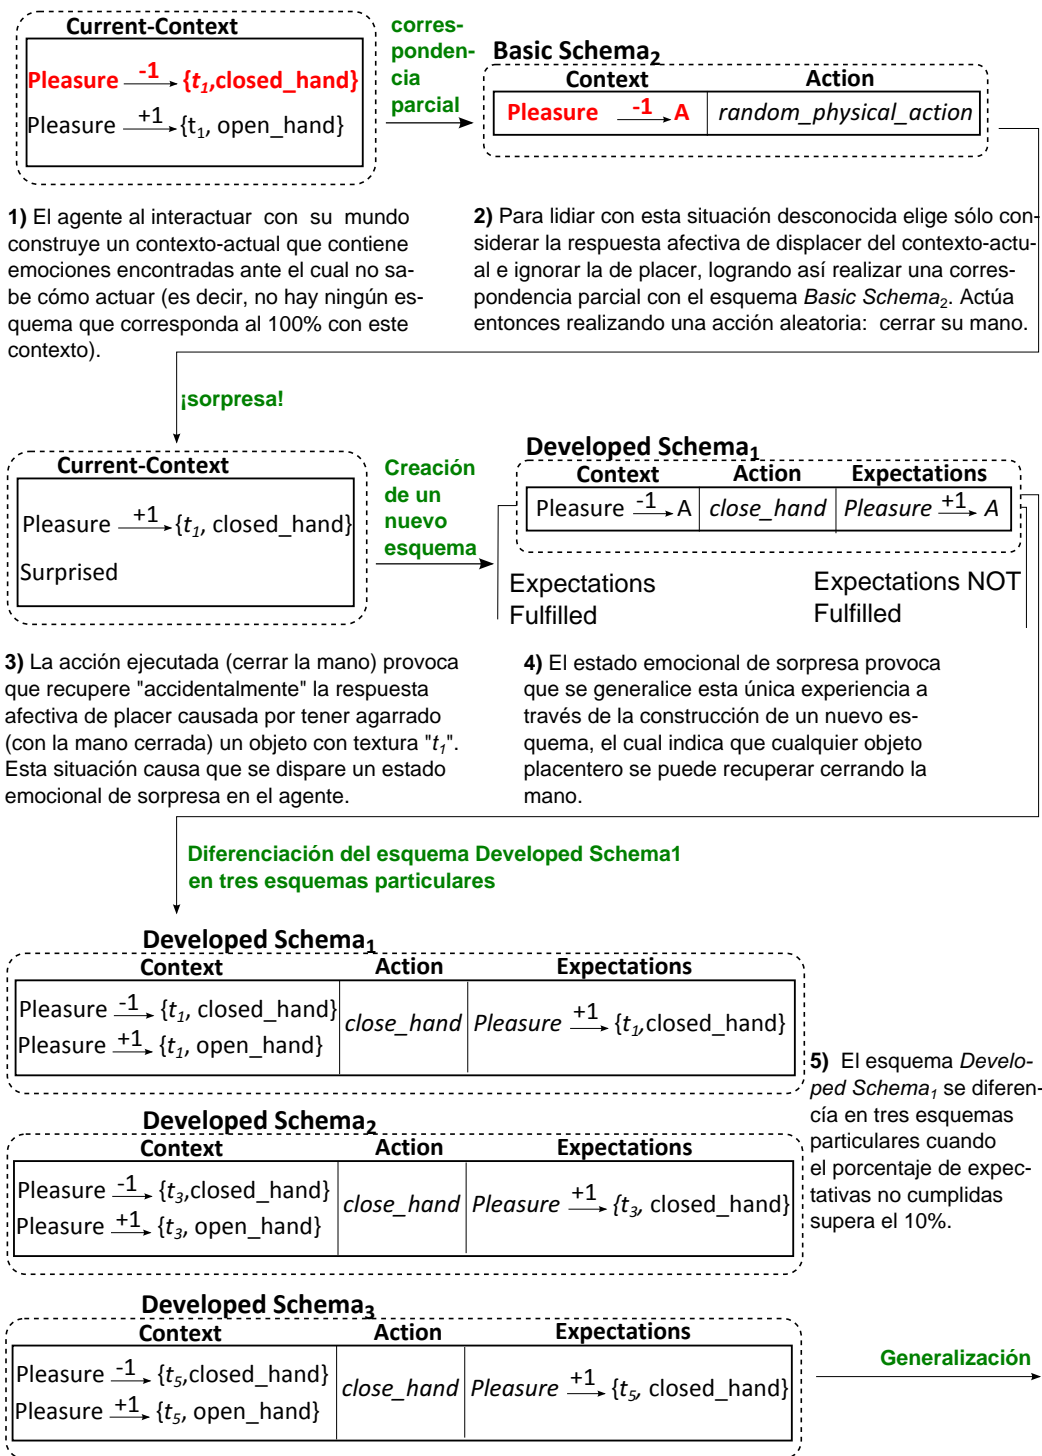 Current-Context
Pleasure -1 {t₁,closed_hand}
Pleasure +1 {t₁, open_hand}
corres-
ponden-
cia
parcial
Basic Schema₂
Context Action
Pleasure -1 A random_physical_action
1) El agente al interactuar con su mundo
construye un contexto-actual que contiene
emociones encontradas ante el cual no sa-
be cómo actuar (es decir, no hay ningún es-
quema que corresponda al 100% con este
contexto).
2) Para lidiar con esta situación desconocida elige sólo con-
siderar la respuesta afectiva de displacer del contexto-actu-
al e ignorar la de placer, logrando así realizar una corres-
pondencia parcial con el esquema Basic Schema₂. Actúa
entonces realizando una acción aleatoria: cerrar su mano.
¡sorpresa!
Current-Context
Pleasure +1 {t₁, closed_hand}
Surprised
Creación
de un
nuevo
esquema
Developed Schema₁
Context Action Expectations
Pleasure -1 A close_hand Pleasure +1 A
Expectations
Fulfilled
Expectations NOT
Fulfilled
3) La acción ejecutada (cerrar la mano) provoca
que recupere "accidentalmente" la respuesta
afectiva de placer causada por tener agarrado
(con la mano cerrada) un objeto con textura "t₁".
Esta situación causa que se dispare un estado
emocional de sorpresa en el agente.
4) El estado emocional de sorpresa provoca
que se generalice esta única experiencia a
través de la construcción de un nuevo es-
quema, el cual indica que cualquier objeto
placentero se puede recuperar cerrando la
mano.
Diferenciación del esquema Developed Schema1
en tres esquemas particulares
Developed Schema₁
Context Action Expectations
Pleasure -1 {t₁, closed_hand}
Pleasure +1 {t₁, open_hand}
close_hand Pleasure +1 {t₁,closed_hand}
Developed Schema₂
Context Action Expectations
Pleasure -1 {t₃,closed_hand}
Pleasure +1 {t₃, open_hand}
close_hand Pleasure +1 {t₃, closed_hand}
5) El esquema Develo-
ped Schema₁ se diferen-
cía en tres esquemas
particulares cuando
el porcentaje de expec-
tativas no cumplidas
supera el 10%.
Developed Schema₃
Context Action Expectations
Pleasure -1 {t₅,closed_hand}
Pleasure +1 {t₅, open_hand}
close_hand Pleasure +1 {t₅, closed_hand}
Generalización